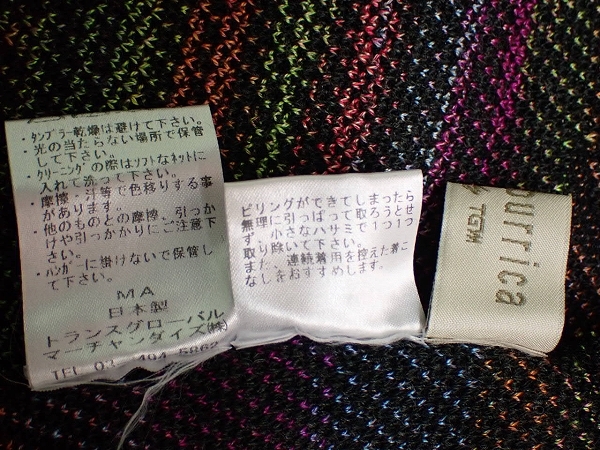 ・タンブラー乾燥は避けて下さい。
・光の当たらない場所で保管
して下さい。
・クリーニングの際はソフトなネットに
入れて洗って下さい。
・摩擦・汗等で色移りする事
があります。
・他のものとの摩擦、引っか
けや引っかかりにご注意下
さい。
・ハンガーに掛けないで保管し
て下さい。
MA
日本製
トランスグローバル
マーチャンダイズ㈱
TEL 03 5862
ピリングができてしまったら
無理に引っぱって取ろうとせ
ず、小さなハサミで1つ1つ
取り除いて下さい。
また、連続着用を控えた着こ
なしをおすすめします。
burrica
TGM